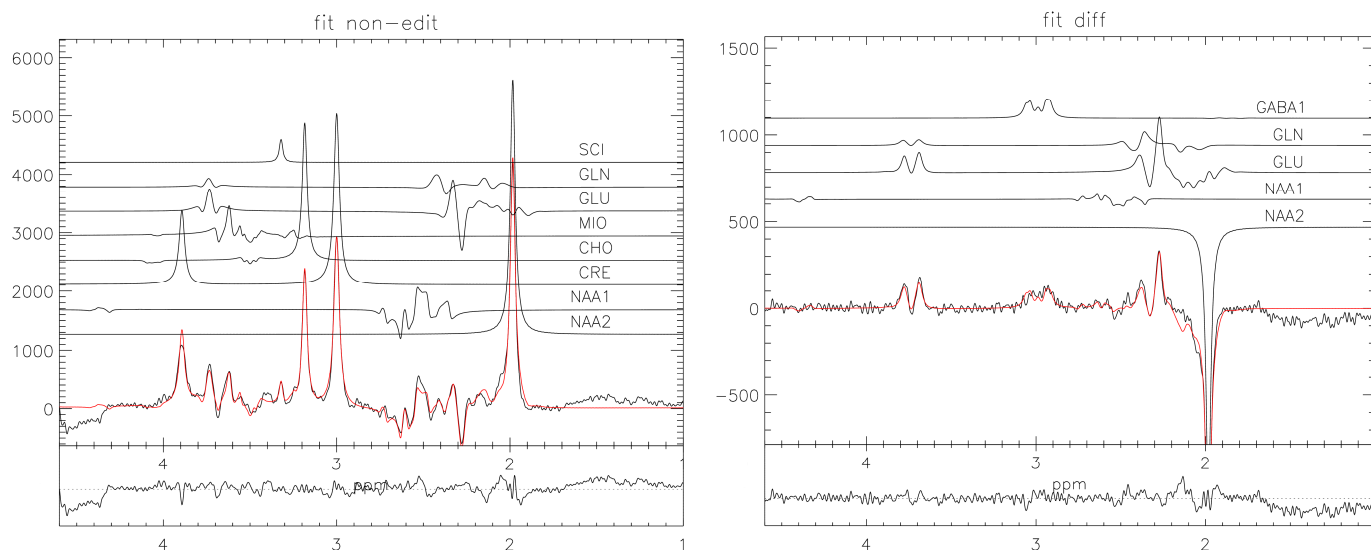 fit non-edit
6000
5000
4000
3000
2000
1000
0
SCI
GLN
GLU
MIO
CHO
CRE
NAA1
NAA2
4 3 2
ppm
4 3 2 1
fit diff
1500
1000
500
0
-500
GABA1
GLN
GLU
NAA1
NAA2
4 3 2
ppm
4 3 2